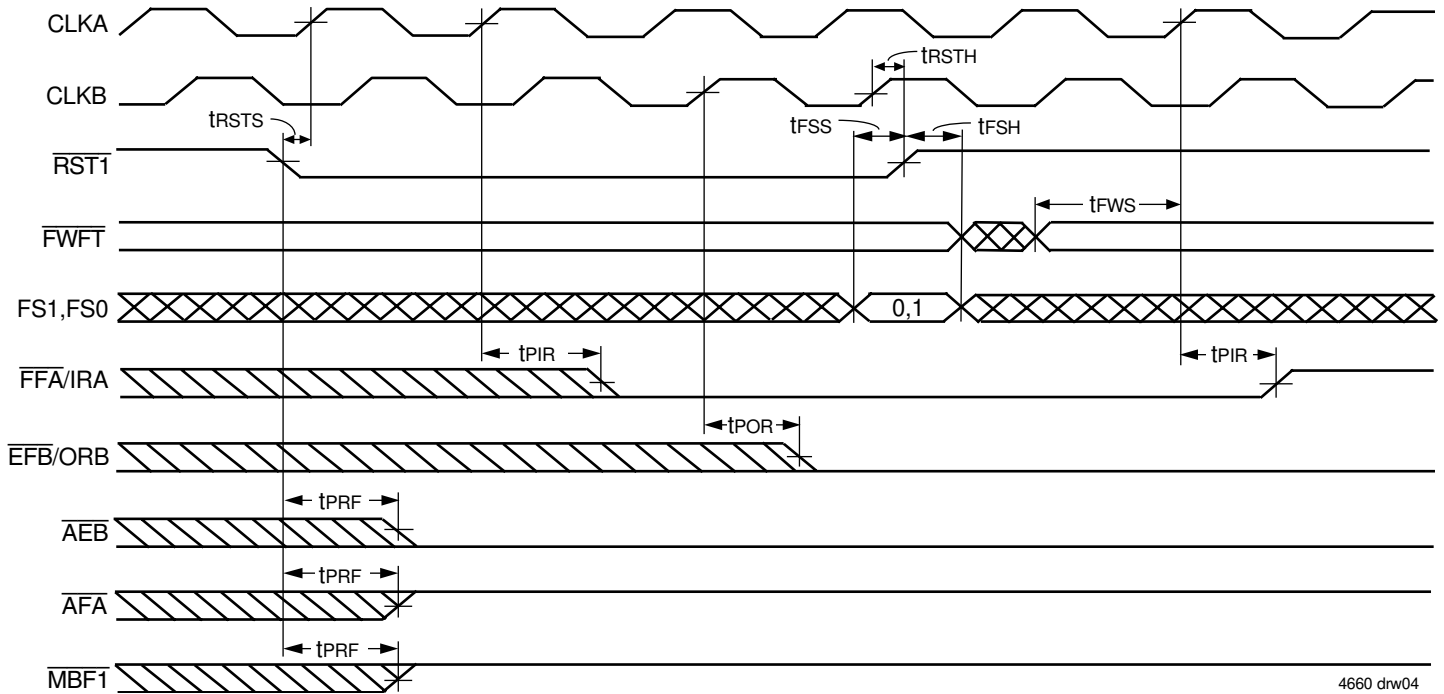 CLKA
tRSTH
CLKB
tRSTS
tFSS
tFSH
RST1
tFWS
FWFT
FS1,FS0
0,1
tPIR
tPIR
FFA/IRA
tPOR
EFB/ORB
tPRF
AEB
tPRF
AFA
tPRF
MBF1
4660 drw04